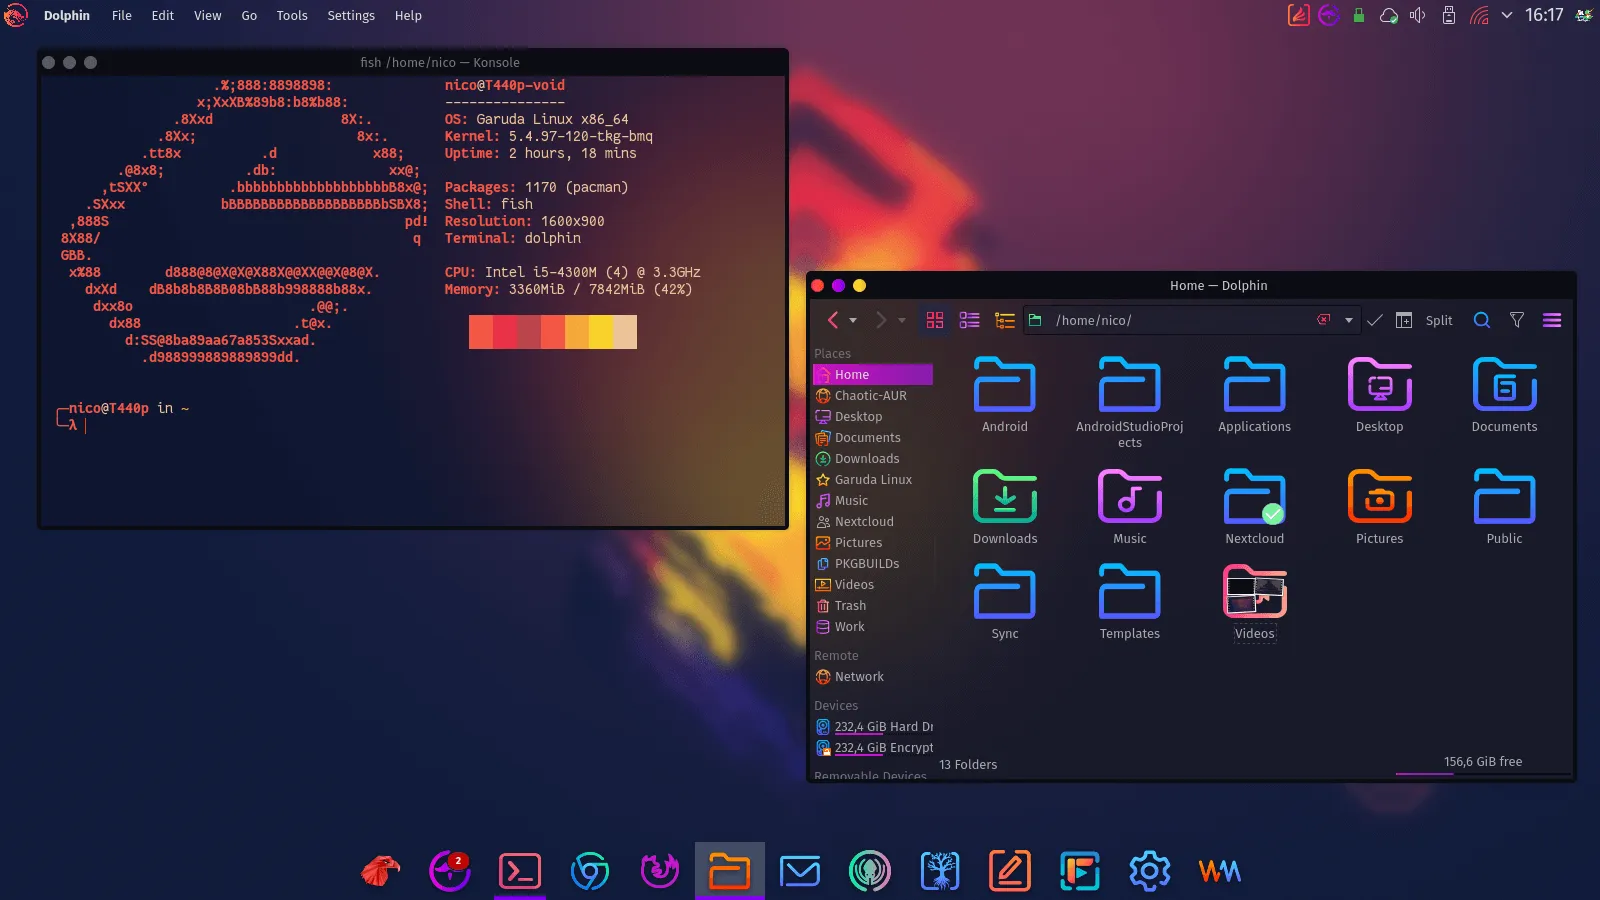 Dolphin File Edit View Go Tools Settings Help 16:17
fish /home/nico — Konsole
.%;888:8898898:
x;XxXB%89b8:b8%b88:
.8Xxd 8X:.
.8Xx; 8x:.
.tt8x .d x88;
.@8x8; .db: xx@;
,tSXX° .bbbbbbbbbbbbbbbbbbbB8x@;
.SXxx bBBBBBBBBBBBBBBBBBBBbSBX8;
,888S pd!
8X88/ q
GBB.
x%88 d888@8@X@X@X88X@@XX@@X@8@X.
dxXd dB8b8b8B8B08bB88b998888b88x.
dxx8o .@@;.
dx88 .t@x.
d:SS@8ba89aa67a853Sxxad.
.d988999889889899dd.
nico@T440p-void
---------------
OS: Garuda Linux x86_64
Kernel: 5.4.97-120-tkg-bmq
Uptime: 2 hours, 18 mins
Packages: 1170 (pacman)
Shell: fish
Resolution: 1600x900
Terminal: dolphin
CPU: Intel i5-4300M (4) @ 3.3GHz
Memory: 3360MiB / 7842MiB (42%)
╭─nico@T440p in ~
╰─λ
Home — Dolphin
/home/nico/ Split
Places
Home
Chaotic-AUR
Desktop
Documents
Downloads
Garuda Linux
Music
Nextcloud
Pictures
PKGBUILDs
Videos
Trash
Work
Remote
Network
Devices
232,4 GiB Hard Dr
232,4 GiB Encrypt
Removable Devices
Android
AndroidStudioProj
ects
Applications
Desktop
Documents
Downloads
Music
Nextcloud
Pictures
Public
Sync
Templates
Videos
13 Folders
156,6 GiB free
2